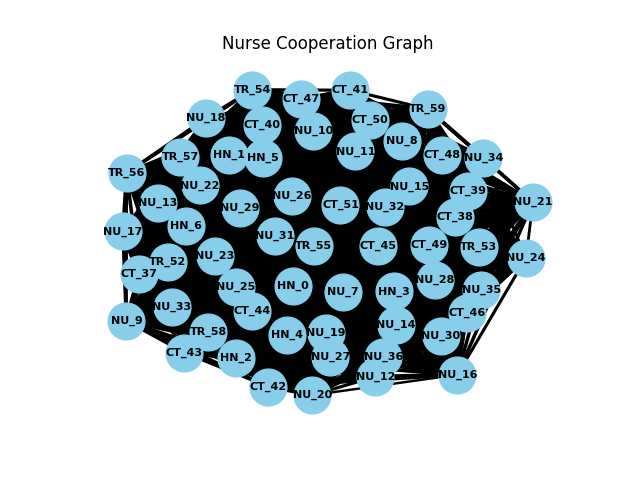 Nurse Cooperation Graph
TR_54
CT_41
CT_47
TR_59
NU_18
CT_50
CT_40
NU_10
NU_8
NU_11
HN_1
CT_48
TR_57
HN_5
NU_34
TR_56
NU_22
NU_15
CT_39
NU_26
NU_13
NU_21
CT_51
NU_32
NU_29
CT_38
HN_6
NU_17
NU_31
TR_55
CT_45
CT_49
TR_53
NU_23
NU_24
TR_52
CT_37
NU_28
HN_0
NU_25
NU_7
HN_3
NU_35
NU_33
CT_44
CT_46
NU_9
NU_14
TR_58
NU_19
HN_4
NU_30
CT_43
HN_2
NU_27
NU_36
NU_12
NU_16
CT_42
NU_20